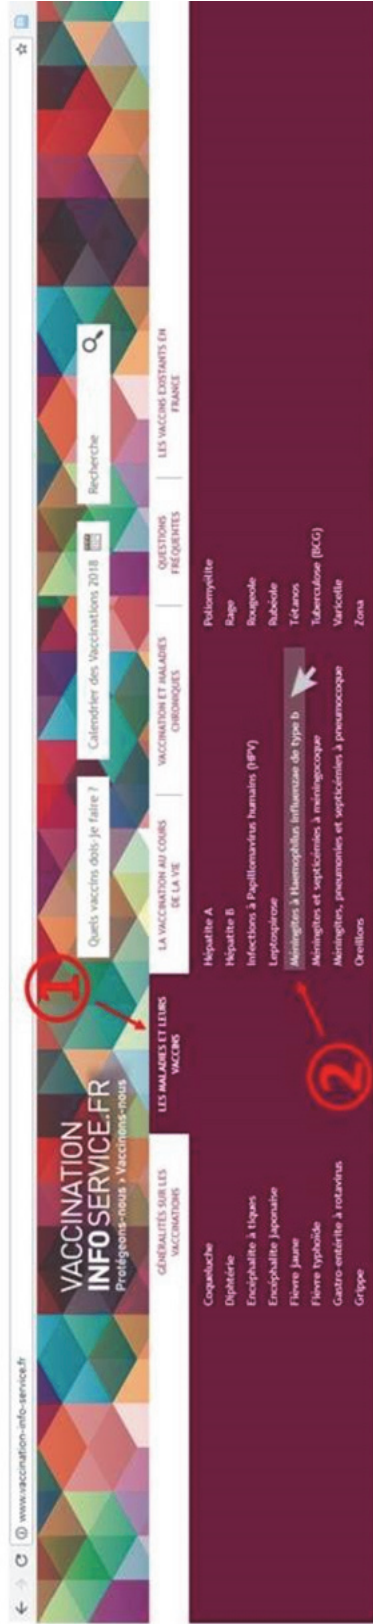 www.vaccination-info-service.fr
VACCINATION
INFO SERVICE.FR
Protégeons-nous > Vaccinons-nous
1
Quels vaccins dois-je faire ?
Calendrier des Vaccinations 2018
Recherche
GÉNÉRALITÉS SUR LES
VACCINATIONS
LES MALADIES ET LEURS
VACCINS
LA VACCINATION AU COURS
DE LA VIE
VACCINATION ET MALADIES
CHRONIQUES
QUESTIONS
FRÉQUENTES
LES VACCINS EXISTANTS EN
FRANCE
Coqueluche
Diphtérie
Encéphalite à tiques
Encéphalite japonaise
Fièvre jaune
Fièvre typhoïde
Gastro-entérite à rotavirus
Grippe
2
Hépatite A
Hépatite B
Infections à Papillomavirus humains (HPV)
Leptospirose
Méningites à Haemophilus influenzae de type b
Méningites et septicémies à méningocoque
Méningites, pneumonies et septicémies à pneumocoque
Oreillons
Poliomyélite
Rage
Rougeole
Rubéole
Tétanos
Tuberculose (BCG)
Varicelle
Zona